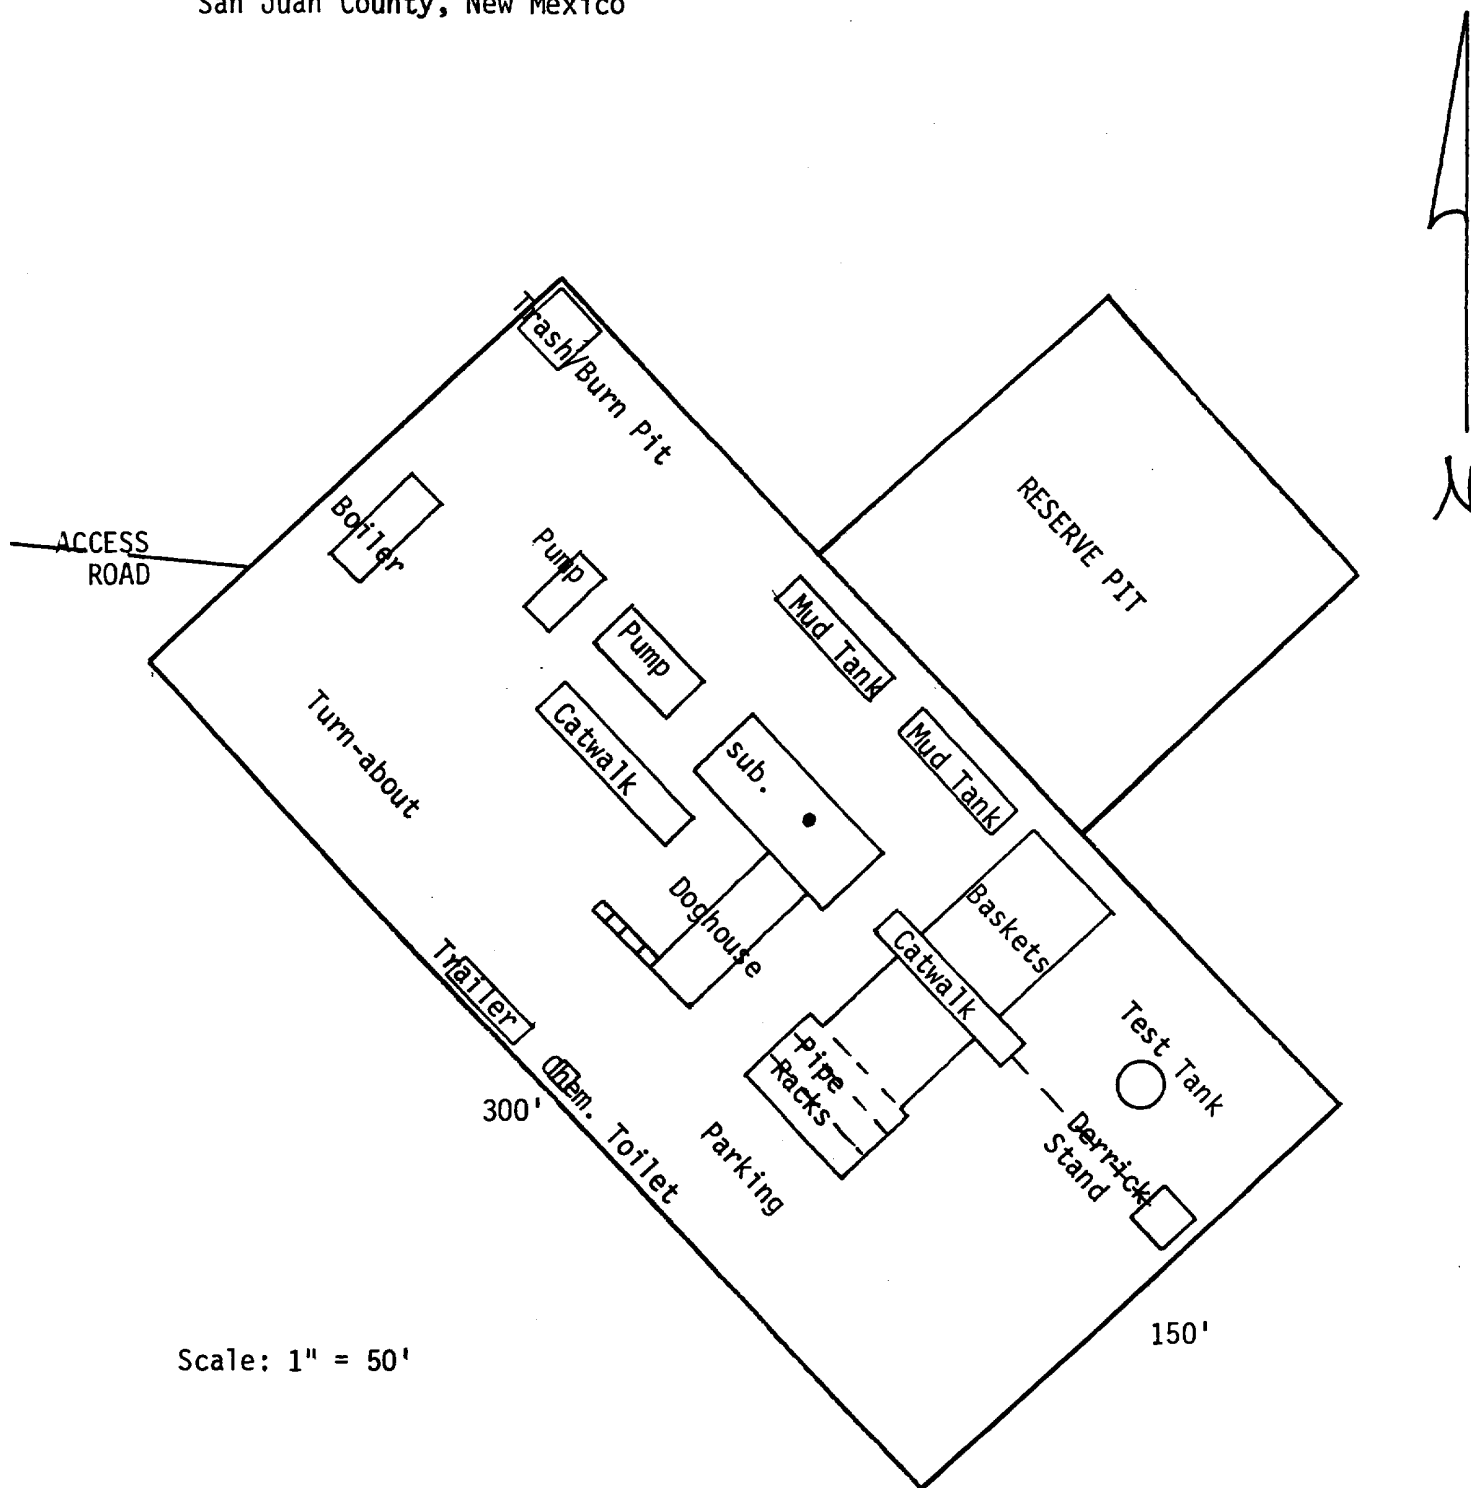 San Juan County, New Mexico
N
Trash/Burn Pit
RESERVE PIT
Boiler
ACCESS
ROAD
Pump
Pump
Mud Tank
Mud Tank
Catwalk
sub.
Turn-about
Doghouse
Baskets
Catwalk
Trailer
Chem. Toilet
300'
Pipe
Racks
Parking
Test Tank
Derrick
Stand
150'
Scale: 1" = 50'